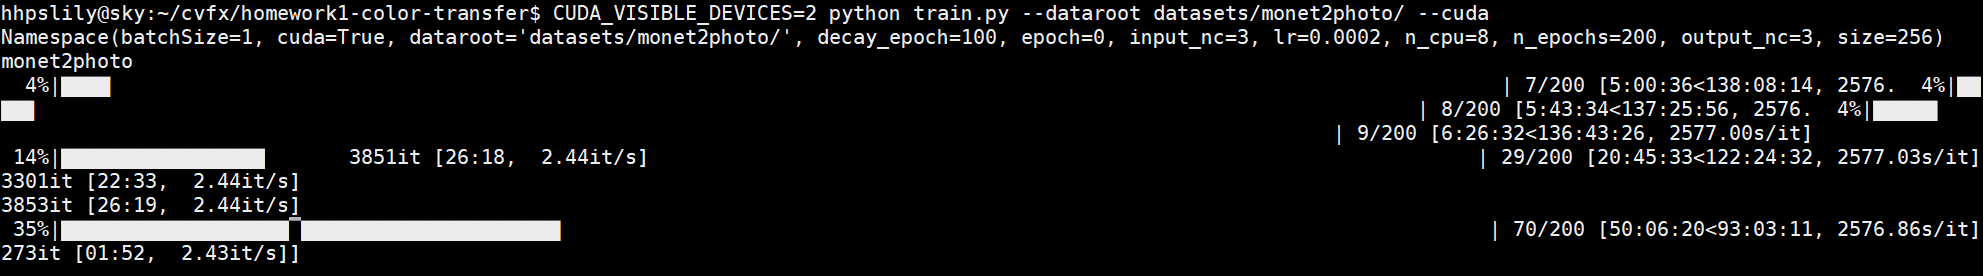 hhpslily@sky:~/cvfx/homework1-color-transfer$ CUDA_VISIBLE_DEVICES=2 python train.py --dataroot datasets/monet2photo/ --cuda
Namespace(batchSize=1, cuda=True, dataroot='datasets/monet2photo/', decay_epoch=100, epoch=0, input_nc=3, lr=0.0002, n_cpu=8, n_epochs=200, output_nc=3, size=256)
monet2photo
4%| | 7/200 [5:00:36<138:08:14, 2576. 4%|
| 8/200 [5:43:34<137:25:56, 2576. 4%|
| 9/200 [6:26:32<136:43:26, 2577.00s/it]
14%| 3851it [26:18, 2.44it/s] | 29/200 [20:45:33<122:24:32, 2577.03s/it]
3301it [22:33, 2.44it/s]
3853it [26:19, 2.44it/s]
35%| | 70/200 [50:06:20<93:03:11, 2576.86s/it]
273it [01:52, 2.43it/s]]